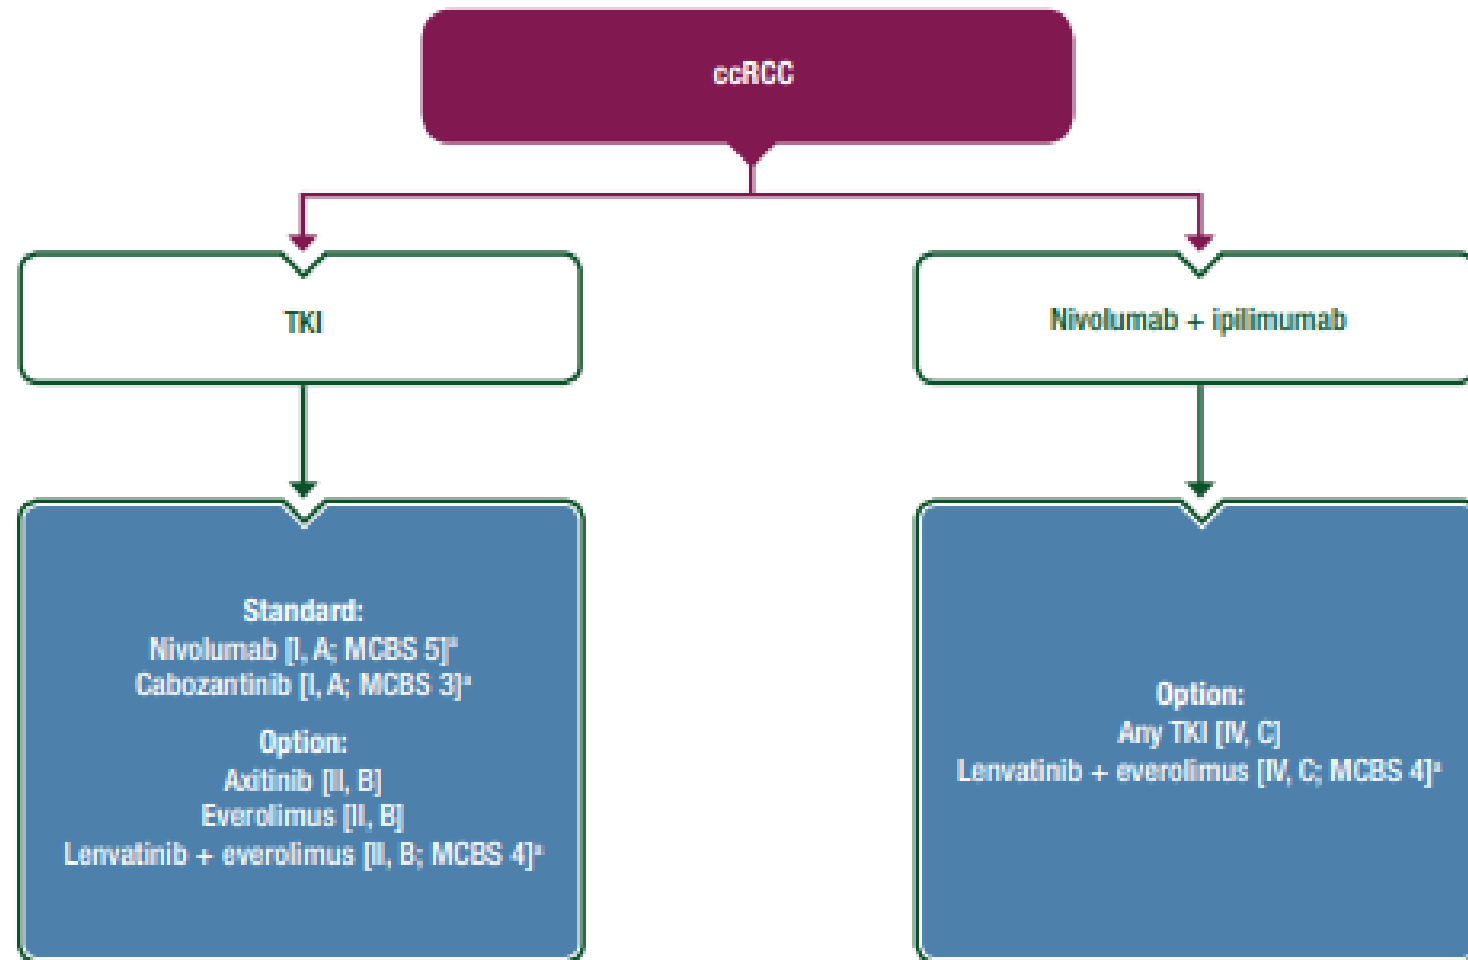 ccRCC
TKI
Nivolumab + ipilimumab
Standard:
Nivolumab [I, A; MCBS 5]ᵃ
Cabozantinib [I, A; MCBS 3]ᵃ
Option:
Axitinib [II, B]
Everolimus [II, B]
Lenvatinib + everolimus [II, B; MCBS 4]ᵃ
Option:
Any TKI [IV, C]
Lenvatinib + everolimus [IV, C; MCBS 4]ᵃ